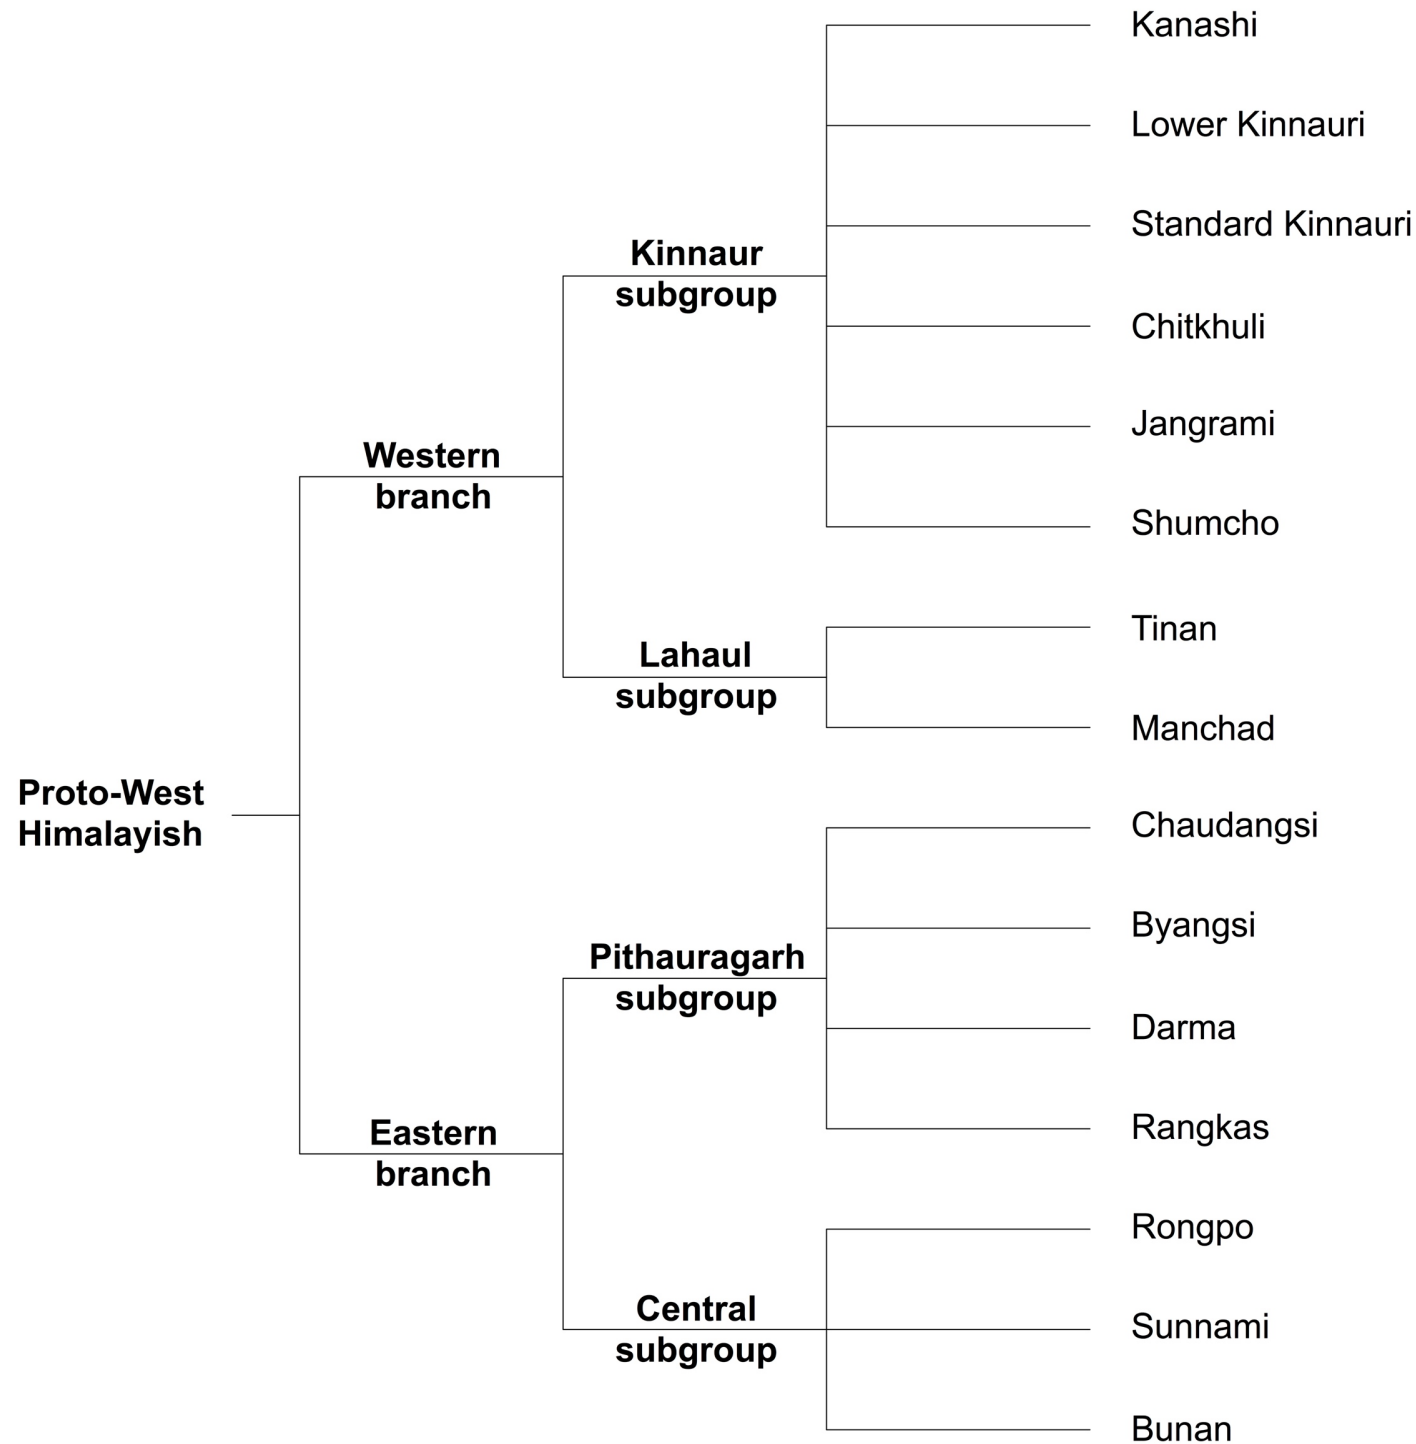 Kanashi
Lower Kinnauri
Standard Kinnauri
Kinnaur
subgroup
Chitkhuli
Jangrami
Western
branch
Shumcho
Tinan
Lahaul
subgroup
Manchad
Proto-West
Himalayish
Chaudangsi
Byangsi
Pithauragarh
subgroup
Darma
Rangkas
Eastern
branch
Rongpo
Central
subgroup
Sunnami
Bunan